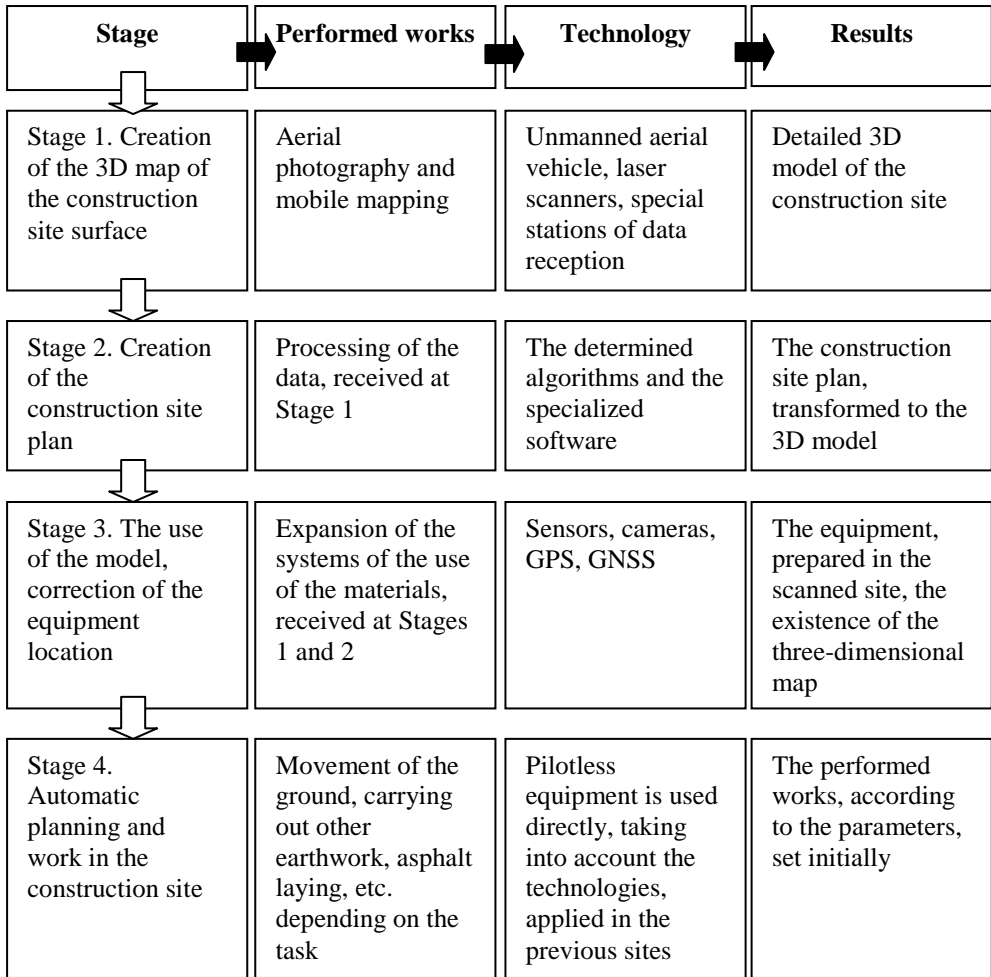 Stage
Performed works
Technology
Results
Stage 1. Creation
of the 3D map of
the construction
site surface
Aerial
photography and
mobile mapping
Unmanned aerial
vehicle, laser
scanners, special
stations of data
reception
Detailed 3D
model of the
construction site
Stage 2. Creation
of the
construction site
plan
Processing of the
data, received at
Stage 1
The determined
algorithms and the
specialized
software
The construction
site plan,
transformed to the
3D model
Stage 3. The use
of the model,
correction of the
equipment
location
Expansion of the
systems of the use
of the materials,
received at Stages
1 and 2
Sensors, cameras,
GPS, GNSS
The equipment,
prepared in the
scanned site, the
existence of the
three-dimensional
map
Stage 4.
Automatic
planning and
work in the
construction site
Movement of the
ground, carrying
out other
earthwork, asphalt
laying, etc.
depending on the
task
Pilotless
equipment is used
directly, taking
into account the
technologies,
applied in the
previous sites
The performed
works, according
to the parameters,
set initially